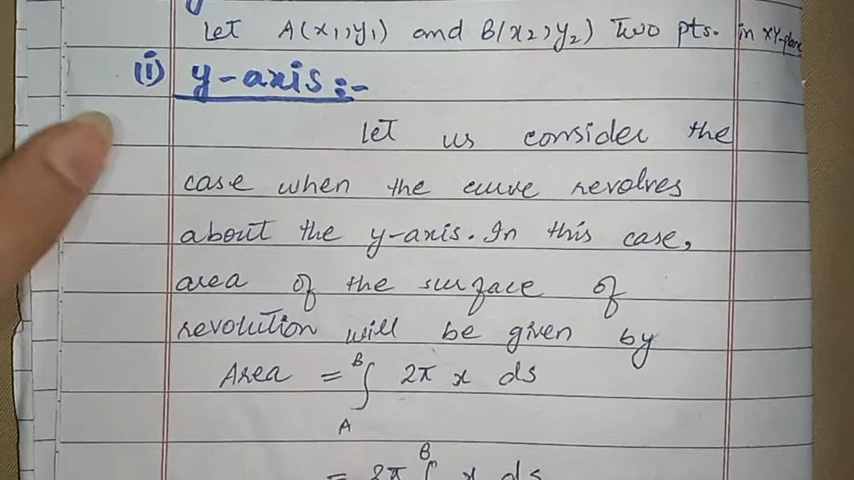 Let A(x₁,y₁) and B(x₂,y₂) Two pts. in XY-plane
(i) y-axis:-
Let us consider the
case when the curve revolves
about the y-axis. In this case,
area of the surface of
revolution will be given by
Area = ∫_A^B 2π x ds
= 2π ∫^B x ds